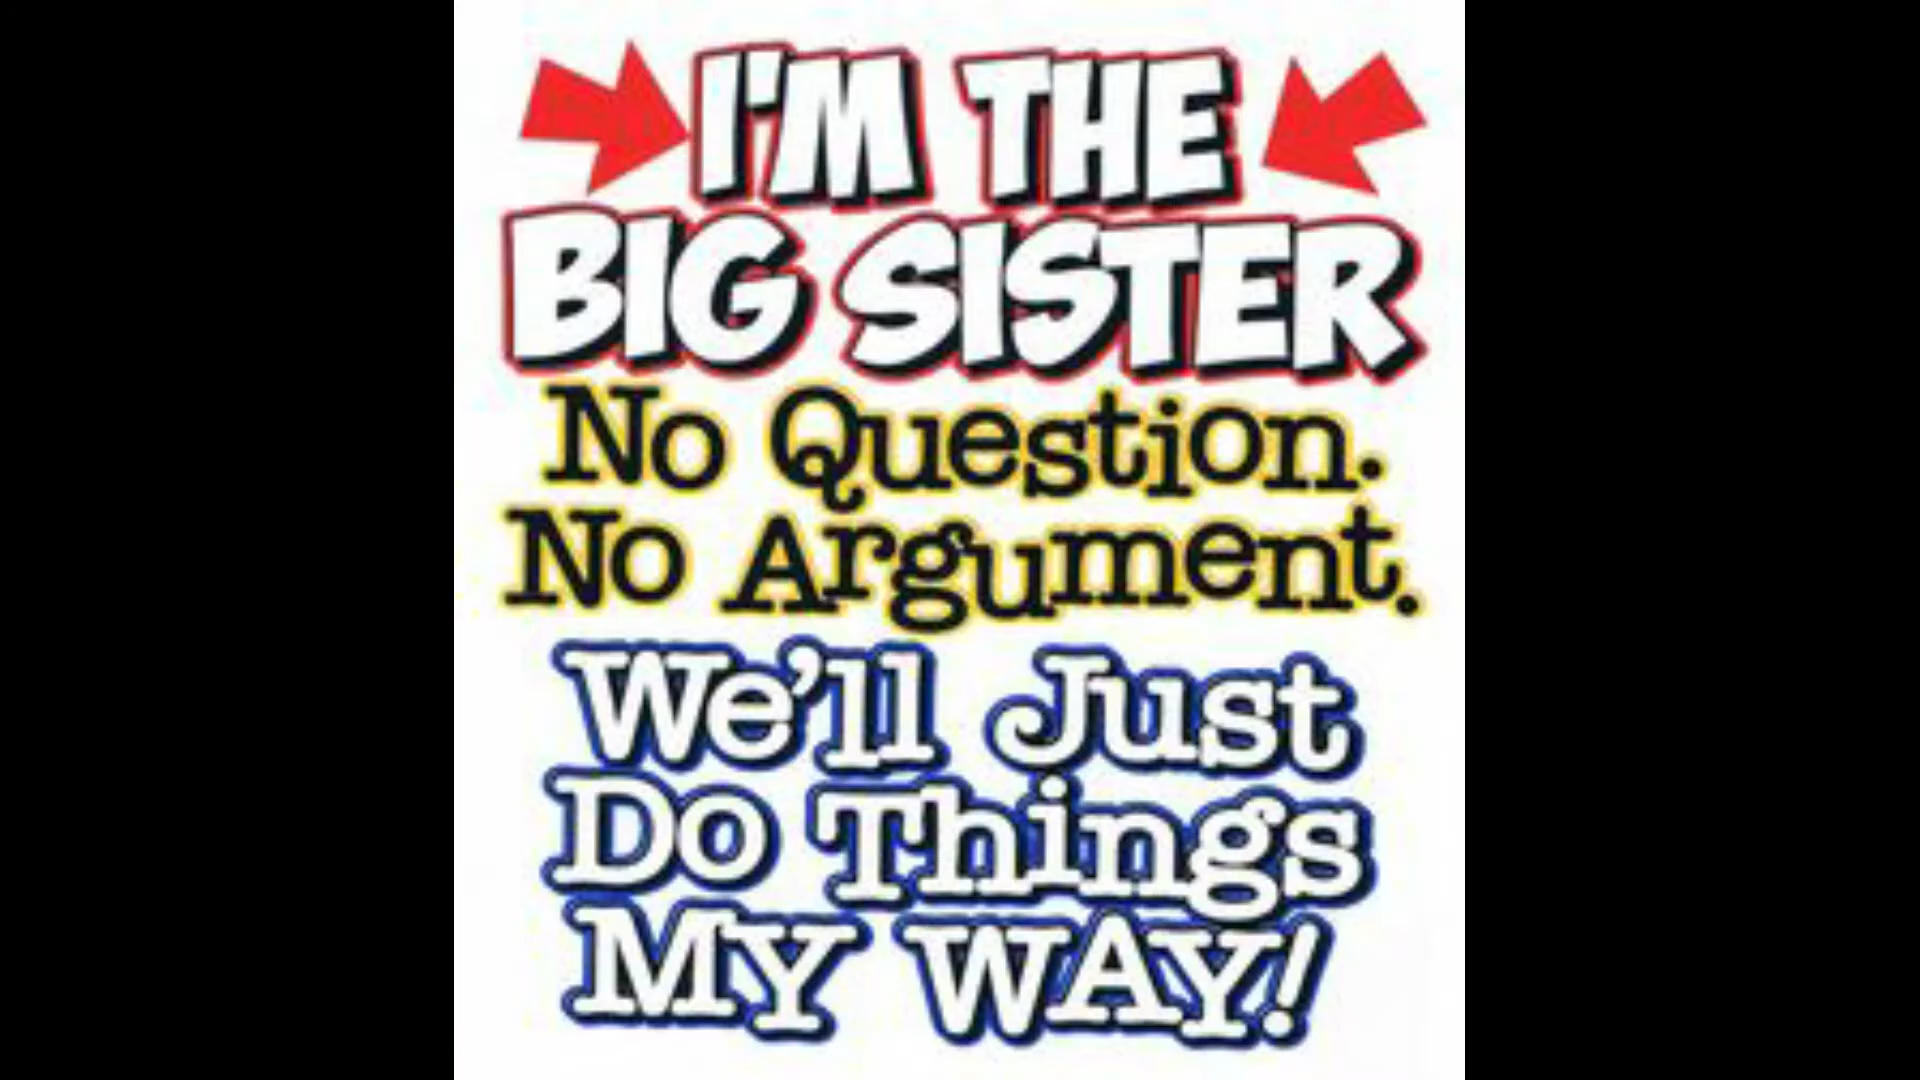 I'M THE
BIG SISTER
No Question.
No Argument.
We'll Just
Do Things
MY WAY!